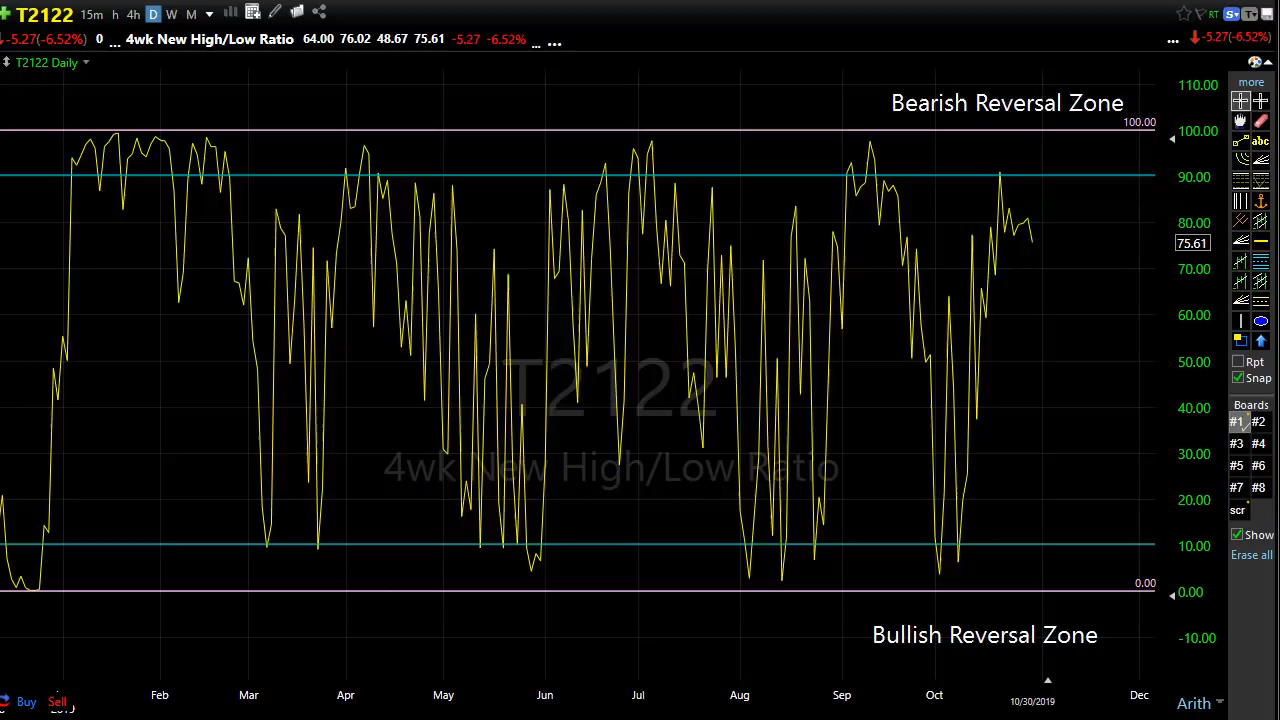 T2122 15m h 4h D W M RT S T
-5.27(-6.52%) 0 ... 4wk New High/Low Ratio 64.00 76.02 48.67 75.61 -5.27 -6.52% ... ... ... -5.27(-6.52%)
T2122 Daily
more
110.00
Bearish Reversal Zone
100.00
100.00
abc
90.00
80.00
75.61
70.00
60.00
50.00
Rpt
Snap
T2122
40.00
Boards
#1 #2
30.00
#3 #4
4wk New High/Low Ratio
#5 #6
20.00
#7 #8
scr
10.00
Show
Erase all
0.00
0.00
Bullish Reversal Zone
-10.00
Feb Mar Apr May Jun Jul Aug Sep Oct Dec
Buy Sell
10/30/2019
Arith